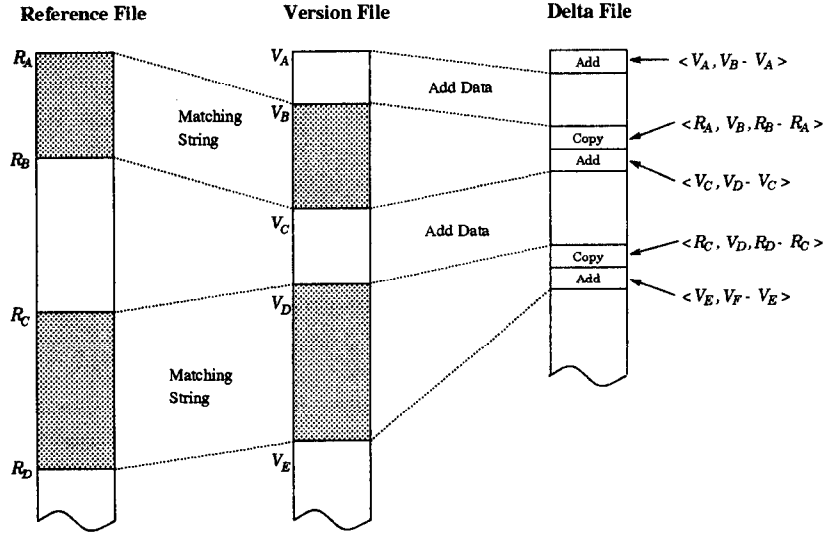 Reference File
Version File
Delta File
R_A
V_A
Add
< V_A, V_B - V_A >
Add Data
Matching
String
V_B
< R_A, V_B, R_B - R_A >
Copy
R_B
Add
V_C
< V_C, V_D - V_C >
Add Data
< R_C, V_D, R_D - R_C >
Copy
Add
V_D
< V_E, V_F - V_E >
R_C
Matching
String
V_E
R_D